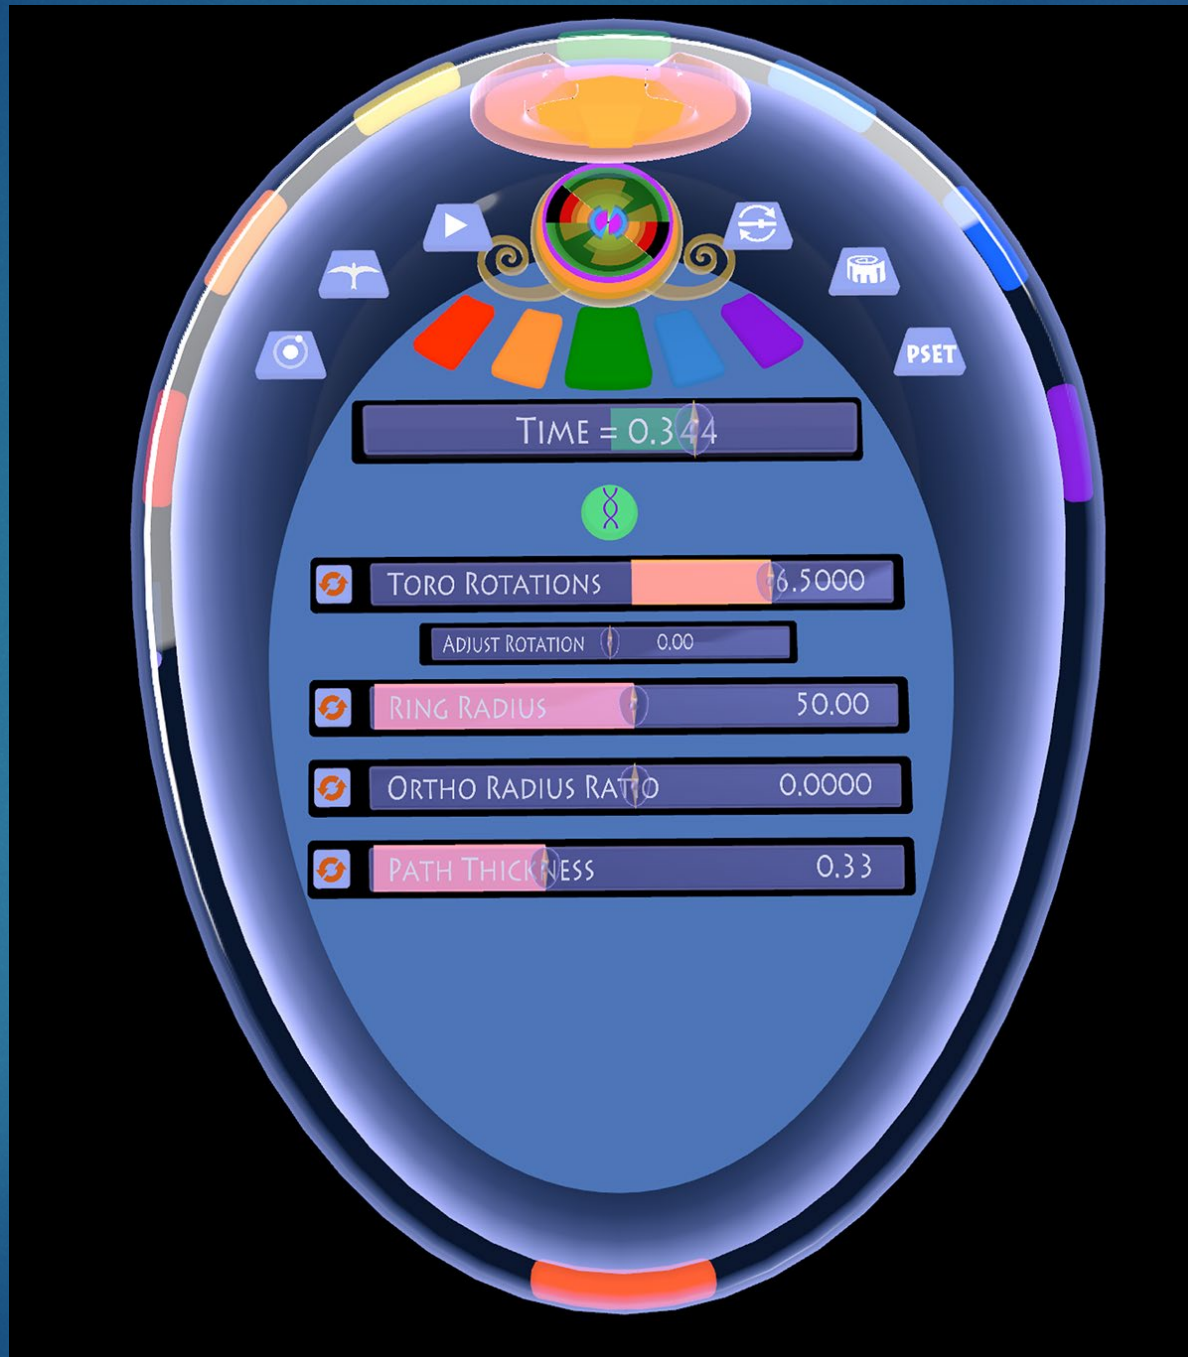 PSET
TIME = 0.344
TORO ROTATIONS 6.5000
ADJUST ROTATION 0.00
RING RADIUS 50.00
ORTHO RADIUS RATIO 0.0000
PATH THICKNESS 0.33